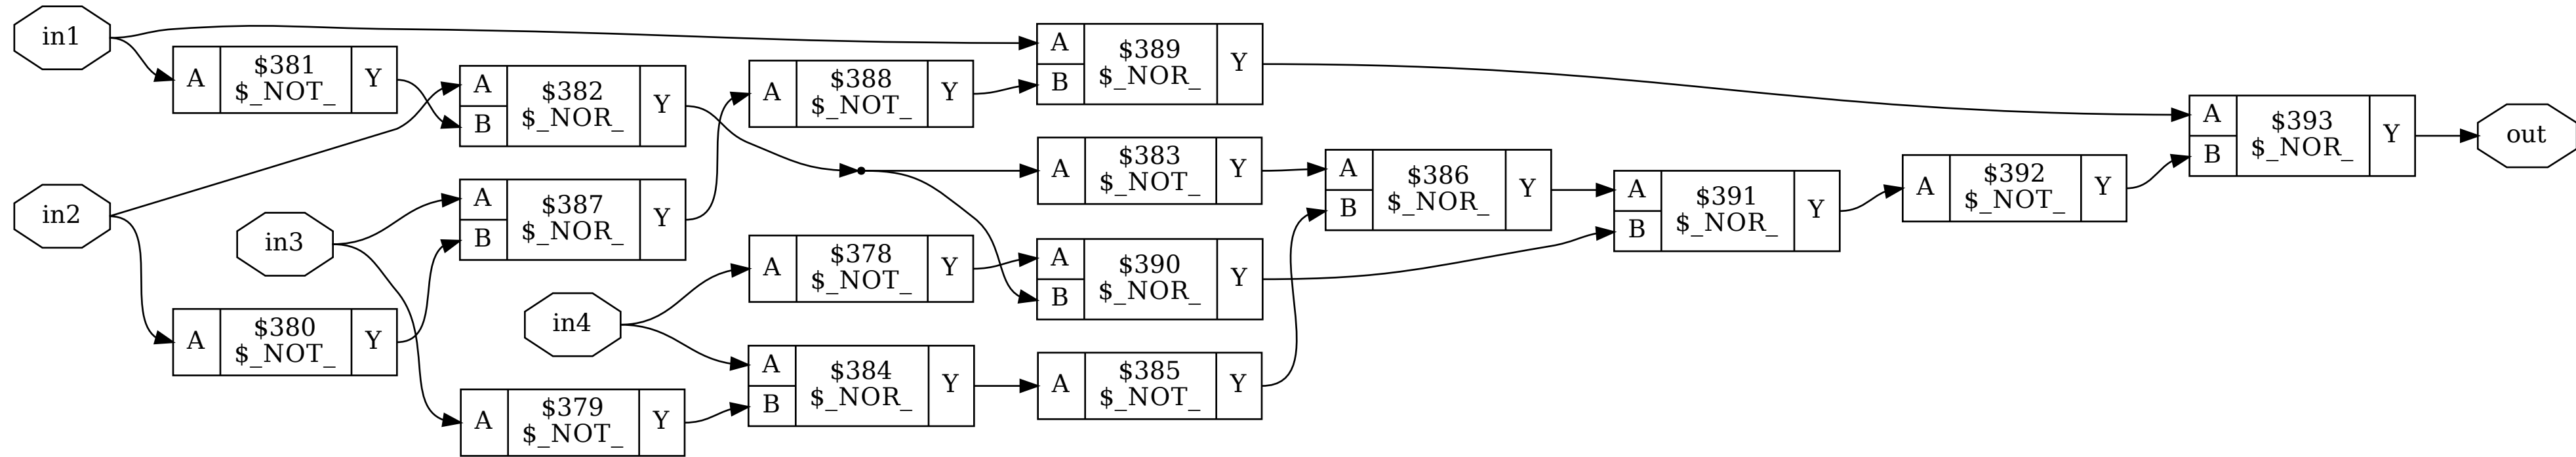 in1
in2
in3
in4
A
$381
$_NOT_
Y
A
$380
$_NOT_
Y
A
B
$382
$_NOR_
Y
A
B
$387
$_NOR_
Y
A
$379
$_NOT_
Y
A
$388
$_NOT_
Y
A
$378
$_NOT_
Y
A
B
$384
$_NOR_
Y
A
B
$389
$_NOR_
Y
A
$383
$_NOT_
Y
A
B
$390
$_NOR_
Y
A
$385
$_NOT_
Y
A
B
$386
$_NOR_
Y
A
B
$391
$_NOR_
Y
A
$392
$_NOT_
Y
A
B
$393
$_NOR_
Y
out